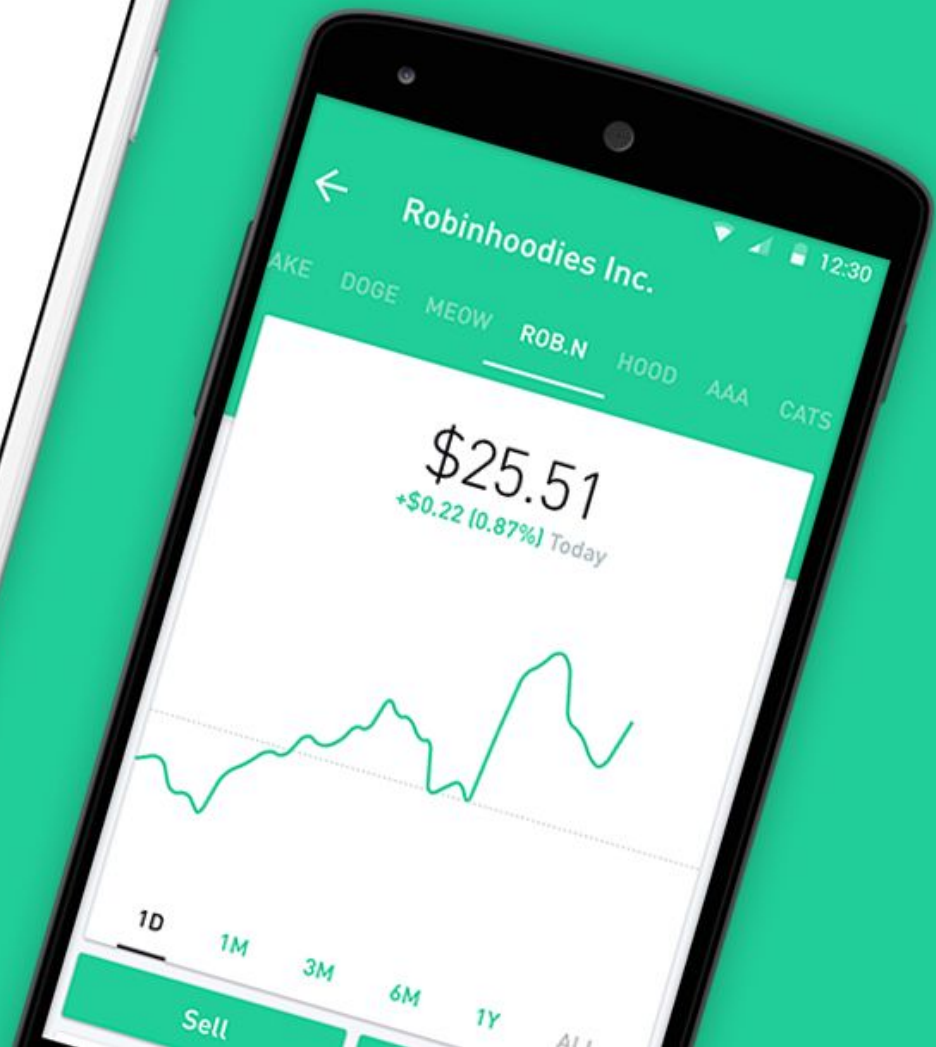 12:30
Robinhoodies Inc.
AKE DOGE MEOW ROB.N HOOD AAA CATS
$25.51
+$0.22 (0.87%) Today
1D 1M 3M 6M 1Y ALL
Sell